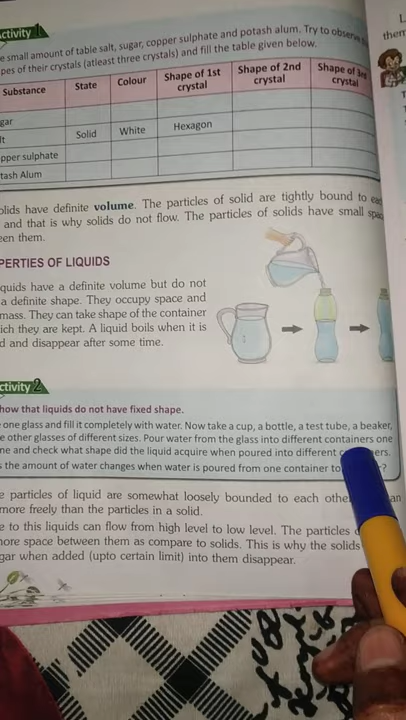 ctivity 1
e small amount of table salt, sugar, copper sulphate and potash alum. Try to observe
pes of their crystals (atleast three crystals) and fill the table given below.
Substance State Colour Shape of 1st crystal Shape of 2nd crystal Shape of 3rd crystal
gar
lt Solid White Hexagon
pper sulphate
tash Alum
olids have definite volume. The particles of solid are tightly bound to
and that is why solids do not flow. The particles of solids have small
een them.
PERTIES OF LIQUIDS
quids have a definite volume but do not
a definite shape. They occupy space and
mass. They can take shape of the container
ich they are kept. A liquid boils when it is
d and disappear after some time.
ctivity 2
how that liquids do not have fixed shape.
one glass and fill it completely with water. Now take a cup, a bottle, a test tube, a beaker,
e other glasses of different sizes. Pour water from the glass into different containers one
ne and check what shape did the liquid acquire when poured into different
s the amount of water changes when water is poured from one container to ?
e particles of liquid are somewhat loosely bound to each othe an
more freely than the particles in a solid.
e to this liquids can flow from high level to low level. The particles
ore space between them as compare to solids. This is why the solids
gar when added (upto certain limit) into them disappear.
L
them